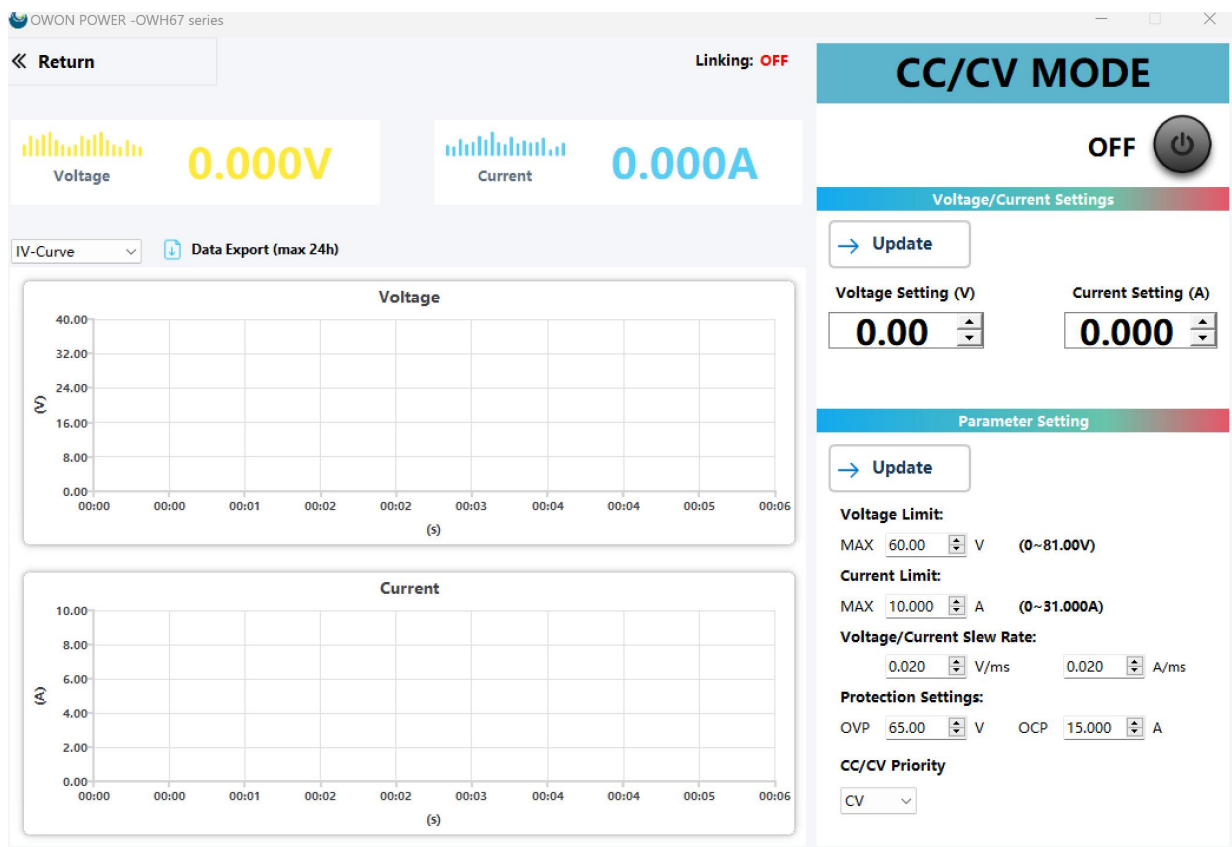 OWON POWER -OWH67 series
Return
Linking: OFF
Voltage
0.000V
Current
0.000A
IV-Curve
Data Export (max 24h)
Voltage
40.00
32.00
24.00
16.00
8.00
0.00
(V)
00:00 00:00 00:01 00:02 00:02 00:03 00:04 00:04 00:05 00:06
(s)
Current
10.00
8.00
6.00
4.00
2.00
0.00
(A)
00:00 00:00 00:01 00:02 00:02 00:03 00:04 00:04 00:05 00:06
(s)
CC/CV MODE
OFF
Voltage/Current Settings
Update
Voltage Setting (V) Current Setting (A)
0.00 0.000
Parameter Setting
Update
Voltage Limit:
MAX 60.00 V (0~81.00V)
Current Limit:
MAX 10.000 A (0~31.000A)
Voltage/Current Slew Rate:
0.020 V/ms 0.020 A/ms
Protection Settings:
OVP 65.00 V OCP 15.000 A
CC/CV Priority
CV